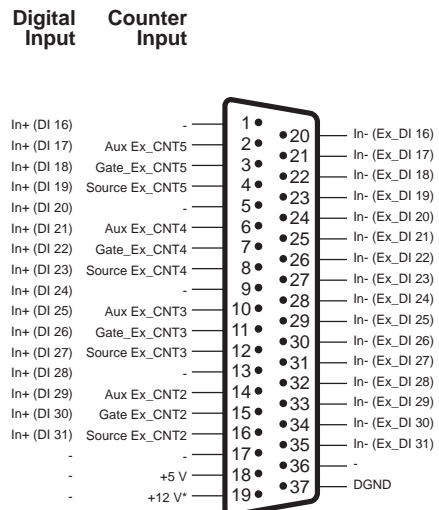 Digital Input Counter Input
In+ (DI 16) - 1 20 In- (Ex_DI 16)
In+ (DI 17) Aux Ex_CNT5 2 21 In- (Ex_DI 17)
In+ (DI 18) Gate_Ex_CNT5 3 22 In- (Ex_DI 18)
In+ (DI 19) Source Ex_CNT5 4 23 In- (Ex_DI 19)
In+ (DI 20) - 5 24 In- (Ex_DI 20)
In+ (DI 21) Aux Ex_CNT4 6 25 In- (Ex_DI 21)
In+ (DI 22) Gate_Ex_CNT4 7 26 In- (Ex_DI 22)
In+ (DI 23) Source Ex_CNT4 8 27 In- (Ex_DI 23)
In+ (DI 24) - 9 28 In- (Ex_DI 24)
In+ (DI 25) Aux Ex_CNT3 10 29 In- (Ex_DI 25)
In+ (DI 26) Gate_Ex_CNT3 11 30 In- (Ex_DI 26)
In+ (DI 27) Source Ex_CNT3 12 31 In- (Ex_DI 27)
In+ (DI 28) - 13 32 In- (Ex_DI 28)
In+ (DI 29) Aux Ex_CNT2 14 33 In- (Ex_DI 29)
In+ (DI 30) Gate Ex_CNT2 15 34 In- (Ex_DI 30)
In+ (DI 31) Source Ex_CNT2 16 35 In- (Ex_DI 31)
- - 17 36 -
- +5 V 18 37 DGND
- +12 V* 19